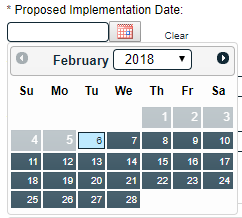 * Proposed Implementation Date:
Clear
February 2018
Su Mo Tu We Th Fr Sa
1 2 3
4 5 6 7 8 9 10
11 12 13 14 15 16 17
18 19 20 21 22 23 24
25 26 27 28